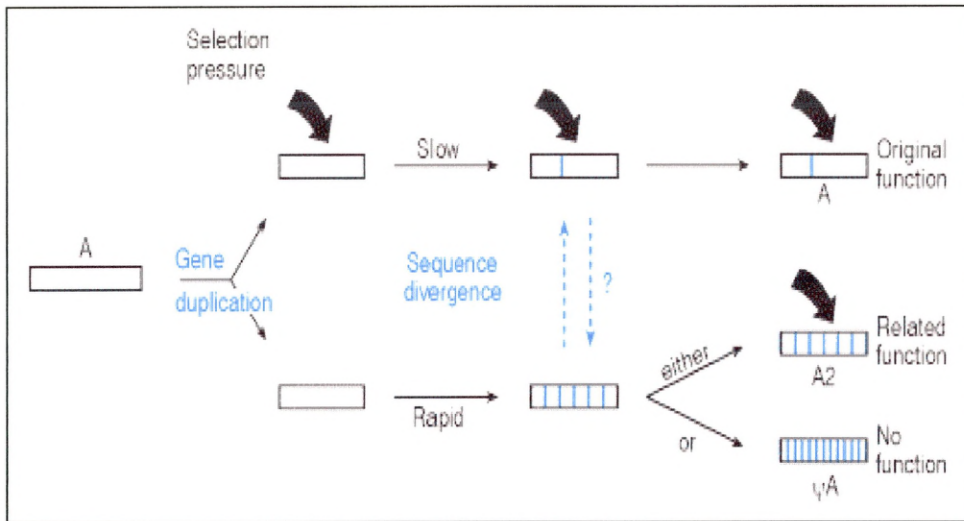 Selection
pressure
Slow
Original
function
A
A
Gene
duplication
Sequence
divergence
?
Related
function
either
A2
Rapid
or
No
function
ψA